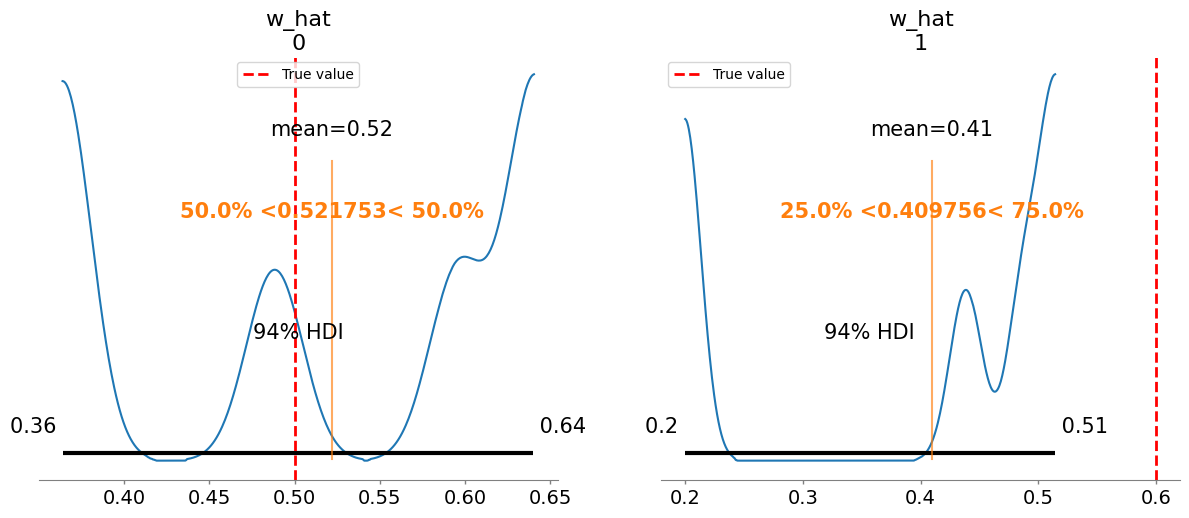 w_hat
0
True value
mean=0.52
50.0% <0.521753< 50.0%
94% HDI
0.36
0.64
0.40
0.45
0.50
0.55
0.60
0.65
w_hat
1
True value
mean=0.41
25.0% <0.409756< 75.0%
94% HDI
0.2
0.51
0.2
0.3
0.4
0.5
0.6